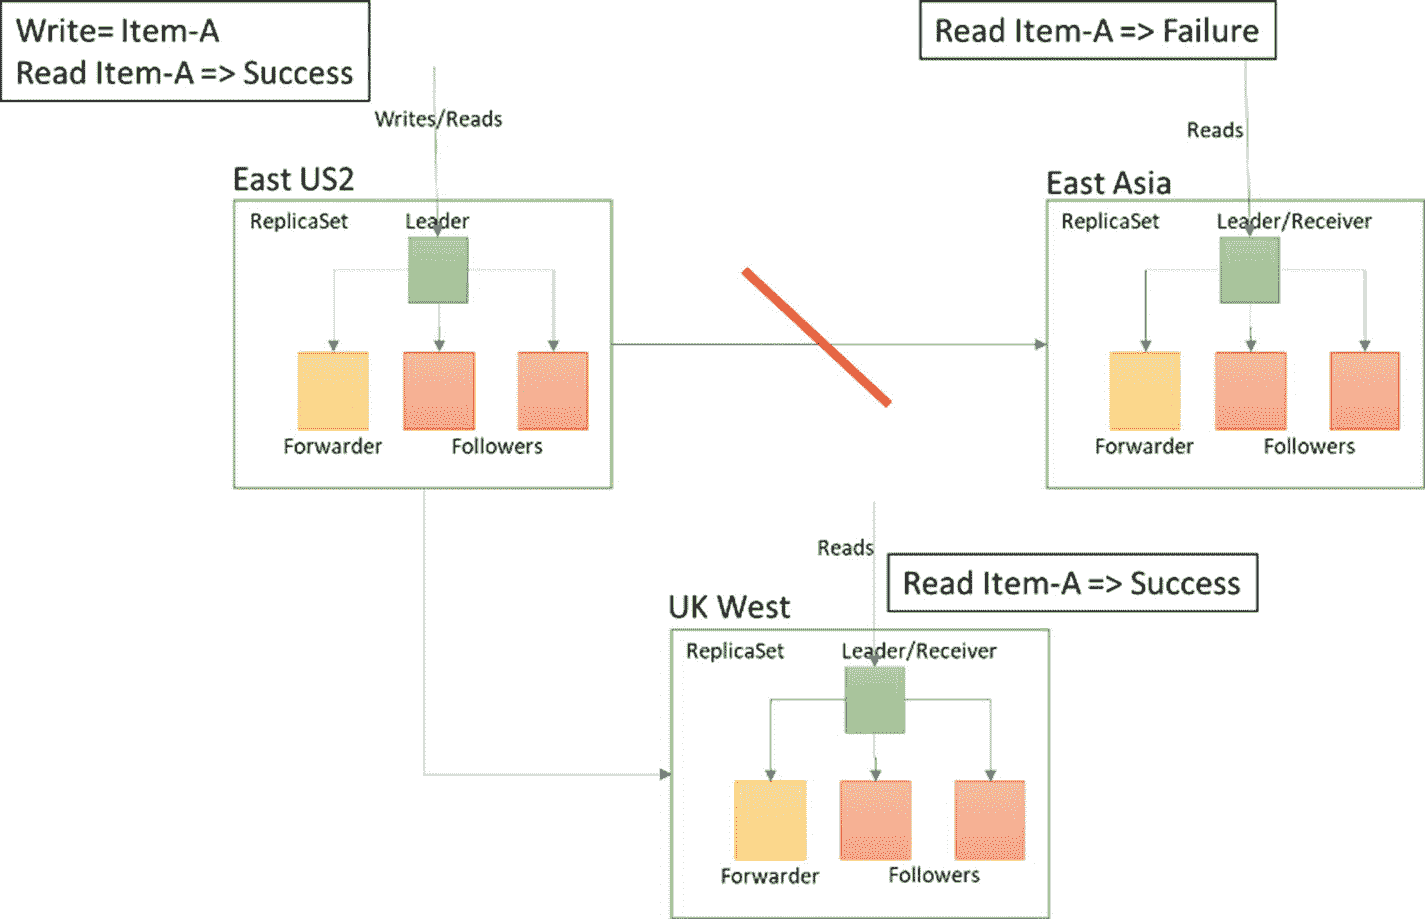 Write= Item-A
Read Item-A => Success
Read Item-A => Failure
Writes/Reads
Reads
East US2
East Asia
ReplicaSet
Leader
ReplicaSet
Leader/Receiver
Forwarder
Followers
Forwarder
Followers
Reads
Read Item-A => Success
UK West
ReplicaSet
Leader/Receiver
Forwarder
Followers